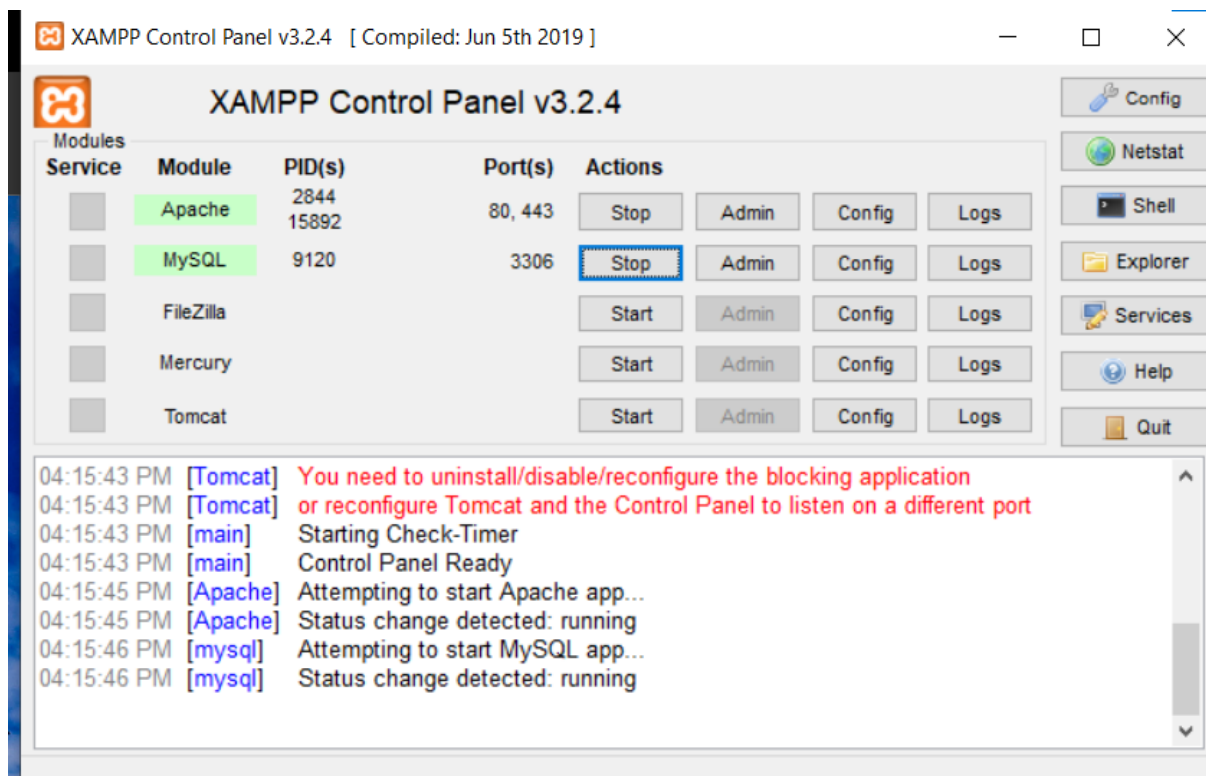 XAMPP Control Panel v3.2.4 [ Compiled: Jun 5th 2019 ]
XAMPP Control Panel v3.2.4
Config
Modules
Service Module PID(s) Port(s) Actions
Netstat
Apache 2844 15892 80, 443 Stop Admin Config Logs
Shell
MySQL 9120 3306 Stop Admin Config Logs
Explorer
FileZilla Start Admin Config Logs
Services
Mercury Start Admin Config Logs
Help
Tomcat Start Admin Config Logs
Quit
04:15:43 PM [Tomcat] You need to uninstall/disable/reconfigure the blocking application
04:15:43 PM [Tomcat] or reconfigure Tomcat and the Control Panel to listen on a different port
04:15:43 PM [main] Starting Check-Timer
04:15:43 PM [main] Control Panel Ready
04:15:45 PM [Apache] Attempting to start Apache app...
04:15:45 PM [Apache] Status change detected: running
04:15:46 PM [mysql] Attempting to start MySQL app...
04:15:46 PM [mysql] Status change detected: running